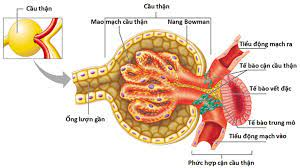 Cầu thận
Cầu thận
Mao mạch cầu thận
Nang Bowman
Tiểu động mạch ra
Tế bào cận cầu thận
Tế bào vết đặc
Ống lượn gần
Tế bào trung mô
Tiểu động mạch vào
Phức hợp cận cầu thận